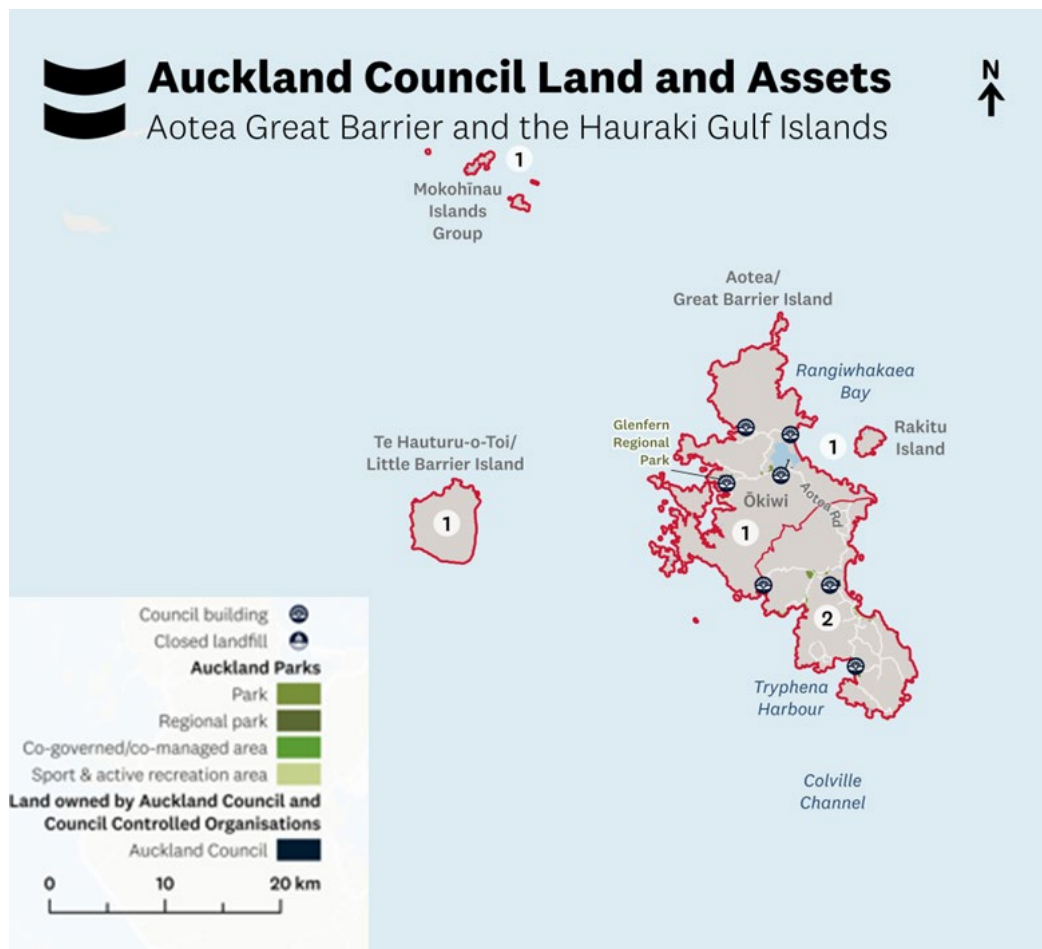 Auckland Council Land and Assets
Aotea Great Barrier and the Hauraki Gulf Islands
N
1
Mokohīnau
Islands
Group
Aotea/
Great Barrier Island
Rangiwhakaea
Bay
Glenfern
Regional
Park
1
Rakitu
Island
Te Hauturu-o-Toi/
Little Barrier Island
1
Ōkiwi
Aotea Rd
1
2
Tryphena
Harbour
Colville
Channel
Council building
Closed landfill
Auckland Parks
Park
Regional park
Co-governed/co-managed area
Sport & active recreation area
Land owned by Auckland Council and
Council Controlled Organisations
Auckland Council
0 10 20 km